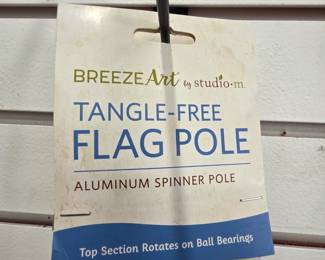 BREEZEArt by studio•m
TANGLE-FREE
FLAG POLE
ALUMINUM SPINNER POLE
Top Section Rotates on Ball Bearings